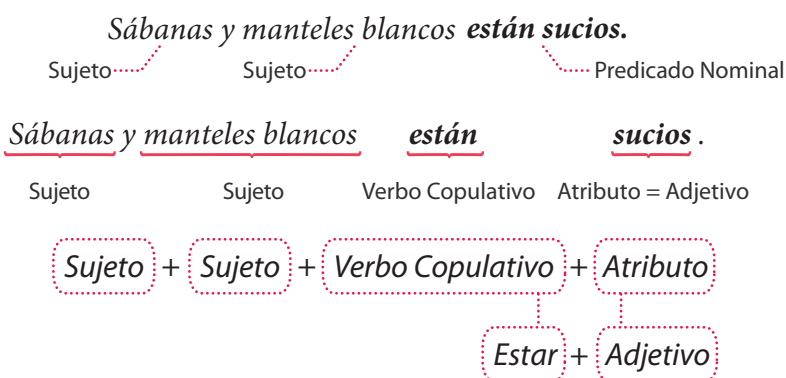 Sábanas y manteles blancos están sucios.
Sujeto Sujeto Predicado Nominal
Sábanas y manteles blancos están sucios .
Sujeto Sujeto Verbo Copulativo Atributo = Adjetivo
Sujeto + Sujeto + Verbo Copulativo + Atributo
Estar + Adjetivo